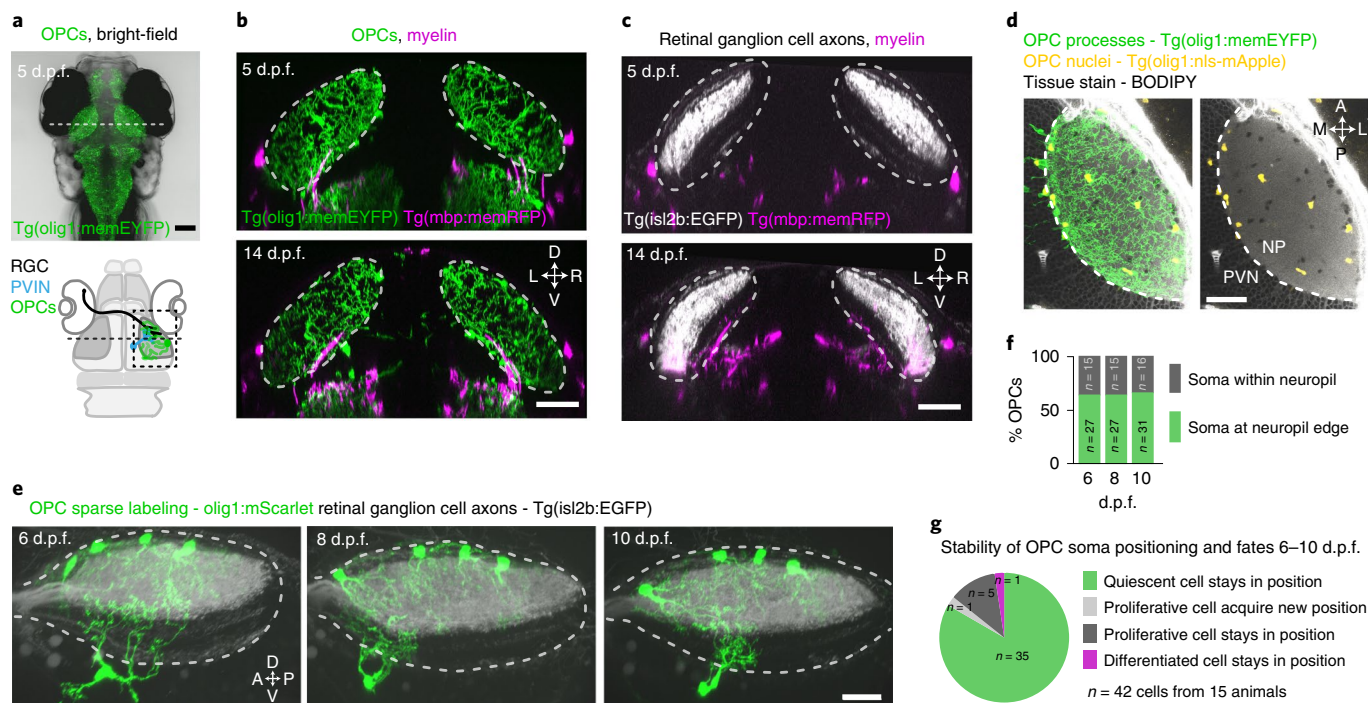 a
OPCs, bright-field
5 d.p.f.
Tg(olig1:memEYFP)
RGC
PVIN
OPCs
b
OPCs, myelin
5 d.p.f.
Tg(olig1:memEYFP) Tg(mbp:memRFP)
14 d.p.f.
D
L R
V
c
Retinal ganglion cell axons, myelin
5 d.p.f.
Tg(isl2b:EGFP) Tg(mbp:memRFP)
14 d.p.f.
D
L R
V
d
OPC processes - Tg(olig1:memEYFP)
OPC nuclei - Tg(olig1:nls-mApple)
Tissue stain - BODIPY
A
M L
P
NP
PVN
e
OPC sparse labeling - olig1:mScarlet retinal ganglion cell axons - Tg(isl2b:EGFP)
6 d.p.f.
D
A P
V
8 d.p.f.
10 d.p.f.
f
% OPCs
100
50
0
n = 15
n = 15
n = 16
n = 27
n = 27
n = 31
6 8 10
d.p.f.
Soma within neuropil
Soma at neuropil edge
g
Stability of OPC soma positioning and fates 6–10 d.p.f.
n = 1
n = 5
n = 1
n = 35
Quiescent cell stays in position
Proliferative cell acquire new position
Proliferative cell stays in position
Differentiated cell stays in position
n = 42 cells from 15 animals